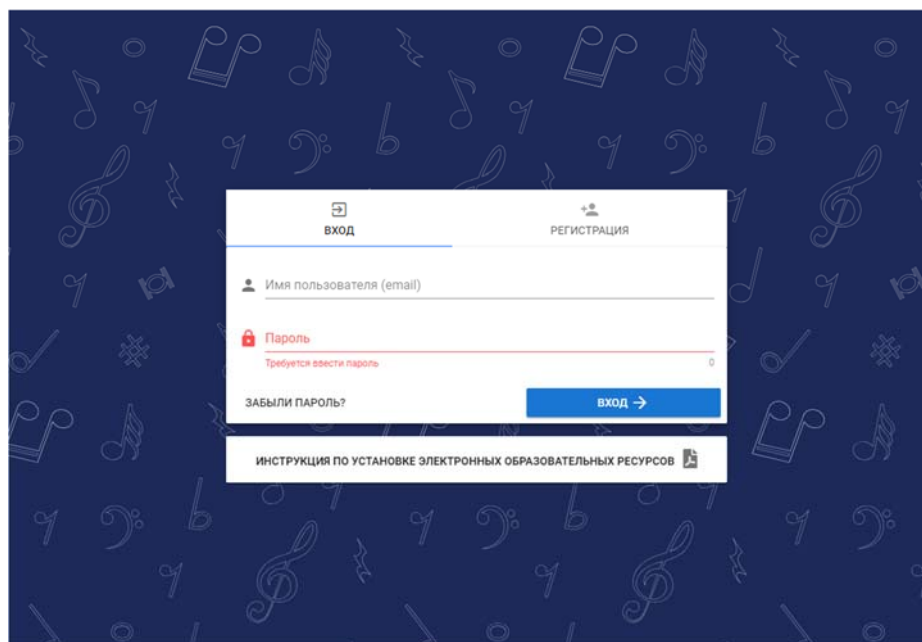 ВХОД
РЕГИСТРАЦИЯ
Имя пользователя (email)
Пароль
Требуется ввести пароль
0
ЗАБЫЛИ ПАРОЛЬ?
ВХОД
ИНСТРУКЦИЯ ПО УСТАНОВКЕ ЭЛЕКТРОННЫХ ОБРАЗОВАТЕЛЬНЫХ РЕСУРСОВ